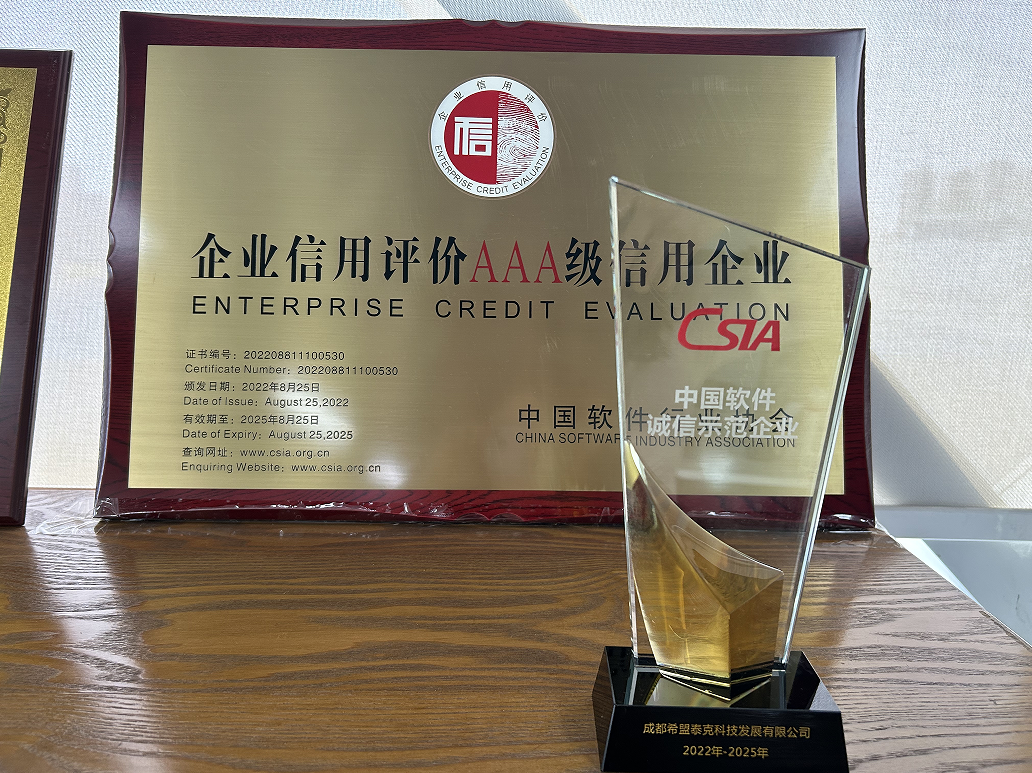 企业信用评价
信
ENTERPRISE CREDIT EVALUATION
企业信用评价AAA级信用企业
ENTERPRISE CREDIT EVALUATION
证书编号：202208811100530
Certificate Number：202208811100530
颁发日期：2022年8月25日
Date of Issue：August 25,2022
有效期至：2025年8月25日
Date of Expiry：August 25,2025
查询网址：www.csia.org.cn
Enquiring Website：www.csia.org.cn
中国软件行业协会
CHINA SOFTWARE INDUSTRY ASSOCIATION
CSIA
中国软件
诚信示范企业
成都希盟泰克科技发展有限公司
2022年-2025年